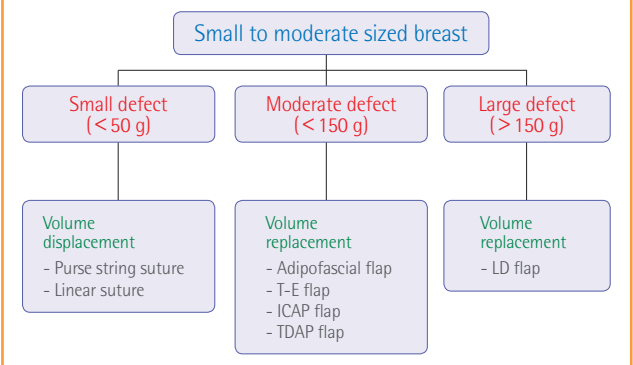 Small to moderate sized breast
Small defect
(<50 g)
Moderate defect
(<150 g)
Large defect
(>150 g)
Volume
displacement
- Purse string suture
- Linear suture
Volume
replacement
- Adipofascial flap
- T-E flap
- ICAP flap
- TDAP flap
Volume
replacement
- LD flap